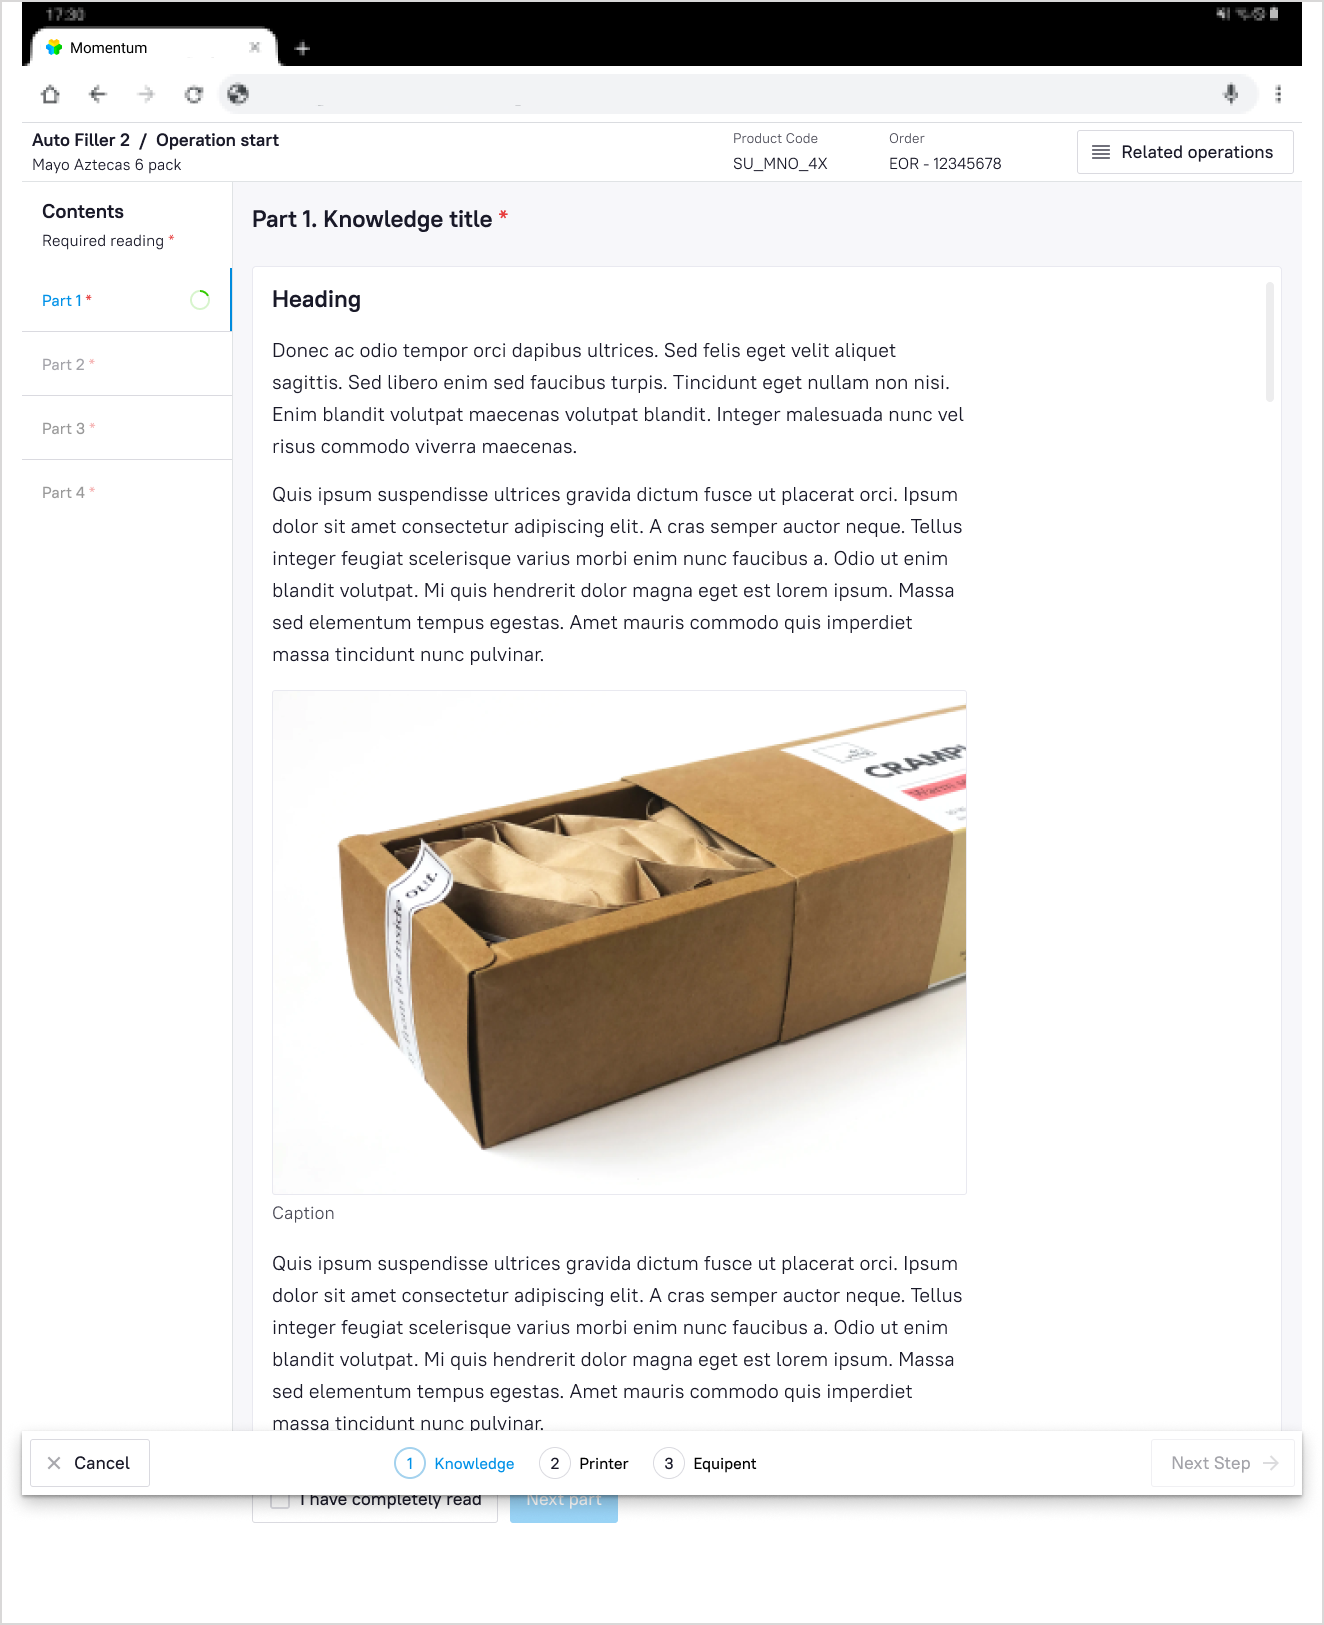 17:30
Momentum
Auto Filler 2 / Operation start
Mayo Aztecas 6 pack
Product Code
SU_MNO_4X
Order
EOR - 12345678
Related operations
Contents
Required reading *
Part 1 *
Part 2 *
Part 3 *
Part 4 *
Part 1. Knowledge title *
Heading
Donec ac odio tempor orci dapibus ultrices. Sed felis eget velit aliquet
sagittis. Sed libero enim sed faucibus turpis. Tincidunt eget nullam non nisi.
Enim blandit volutpat maecenas volutpat blandit. Integer malesuada nunc vel
risus commodo viverra maecenas.
Quis ipsum suspendisse ultrices gravida dictum fusce ut placerat orci. Ipsum
dolor sit amet consectetur adipiscing elit. A cras semper auctor neque. Tellus
integer feugiat scelerisque varius morbi enim nunc faucibus a. Odio ut enim
blandit volutpat. Mi quis hendrerit dolor magna eget est lorem ipsum. Massa
sed elementum tempus egestas. Amet mauris commodo quis imperdiet
massa tincidunt nunc pulvinar.
CRAMP
Warm
from the inside out.
Caption
Quis ipsum suspendisse ultrices gravida dictum fusce ut placerat orci. Ipsum
dolor sit amet consectetur adipiscing elit. A cras semper auctor neque. Tellus
integer feugiat scelerisque varius morbi enim nunc faucibus a. Odio ut enim
blandit volutpat. Mi quis hendrerit dolor magna eget est lorem ipsum. Massa
sed elementum tempus egestas. Amet mauris commodo quis imperdiet
massa tincidunt nunc pulvinar.
Cancel
1 Knowledge
2 Printer
3 Equipent
Next Step
I have completely read
Next part